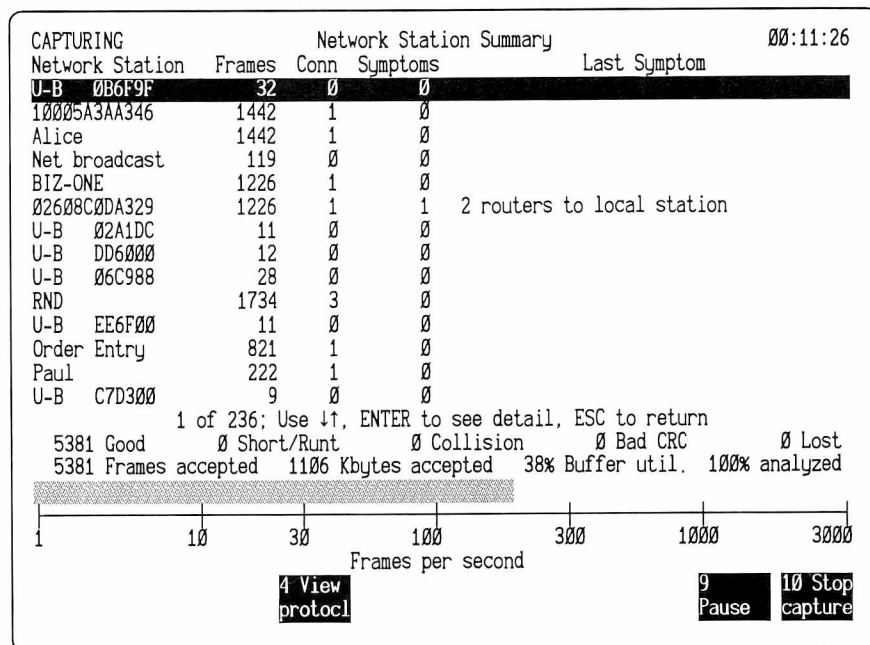 CAPTURING Network Station Summary 00:11:26
Network Station Frames Conn Symptoms Last Symptom
U-B 0B6F9F 32 0 0
10005A3AA346 1442 1 0
Alice 1442 1 0
Net broadcast 119 0 0
BIZ-ONE 1226 1 0
02608C0DA329 1226 1 1 2 routers to local station
U-B 02A1DC 11 0 0
U-B DD6000 12 0 0
U-B 06C988 28 0 0
RND 1734 3 0
U-B EE6F00 11 0 0
Order Entry 821 1 0
Paul 222 1 0
U-B C7D300 9 0 0
1 of 236; Use ↓↑, ENTER to see detail, ESC to return
5381 Good 0 Short/Runt 0 Collision 0 Bad CRC 0 Lost
5381 Frames accepted 1106 Kbytes accepted 38% Buffer util. 100% analyzed
1 10 30 100 300 1000 3000
Frames per second
4 View 9 10 Stop
protocl Pause capture